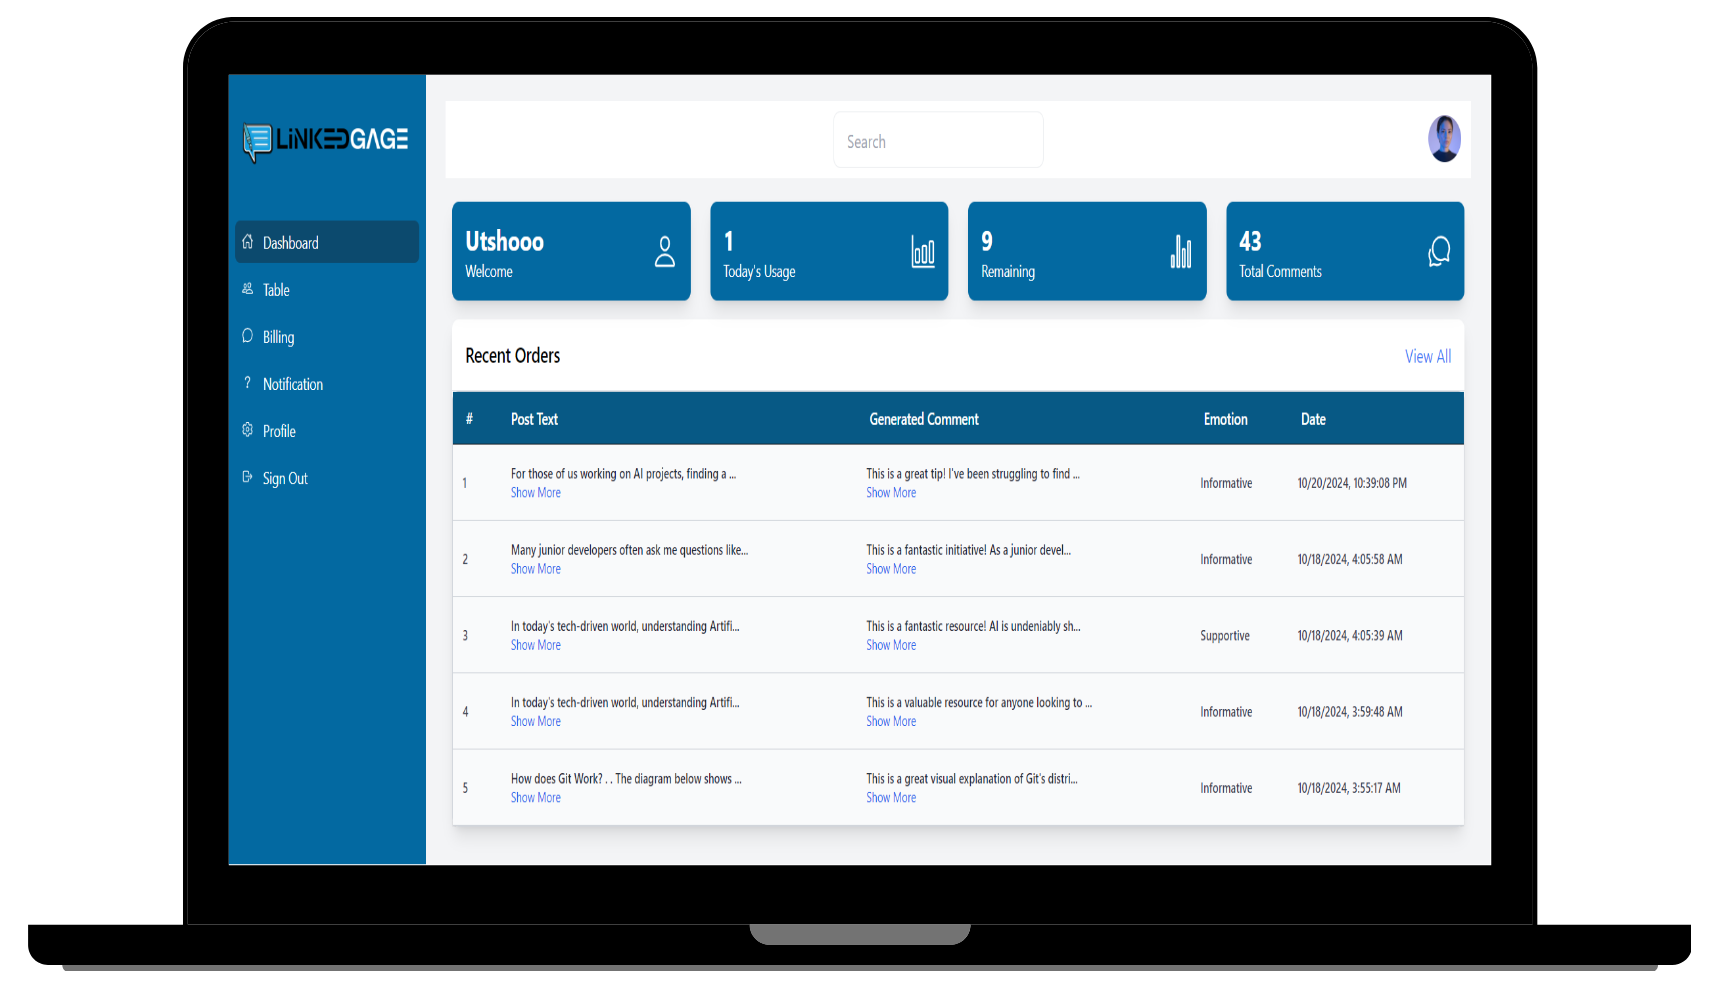 LiNKEDGAGE
Search
Dashboard
Table
Billing
Notification
Profile
Sign Out
Utshooo
Welcome
1
Today's Usage
9
Remaining
43
Total Comments
Recent Orders
View All
# Post Text Generated Comment Emotion Date
For those of us working on AI projects, finding a ... This is a great tip! I've been struggling to find ...
1 Informative 10/20/2024, 10:39:08 PM
Show More Show More
Many junior developers often ask me questions like... This is a fantastic initiative! As a junior devel...
2 Informative 10/18/2024, 4:05:58 AM
Show More Show More
In today's tech-driven world, understanding Artifi... This is a fantastic resource! AI is undeniably sh...
3 Supportive 10/18/2024, 4:05:39 AM
Show More Show More
In today's tech-driven world, understanding Artifi... This is a valuable resource for anyone looking to ...
4 Informative 10/18/2024, 3:59:48 AM
Show More Show More
How does Git Work? . . The diagram below shows ... This is a great visual explanation of Git's distri...
5 Informative 10/18/2024, 3:55:17 AM
Show More Show More